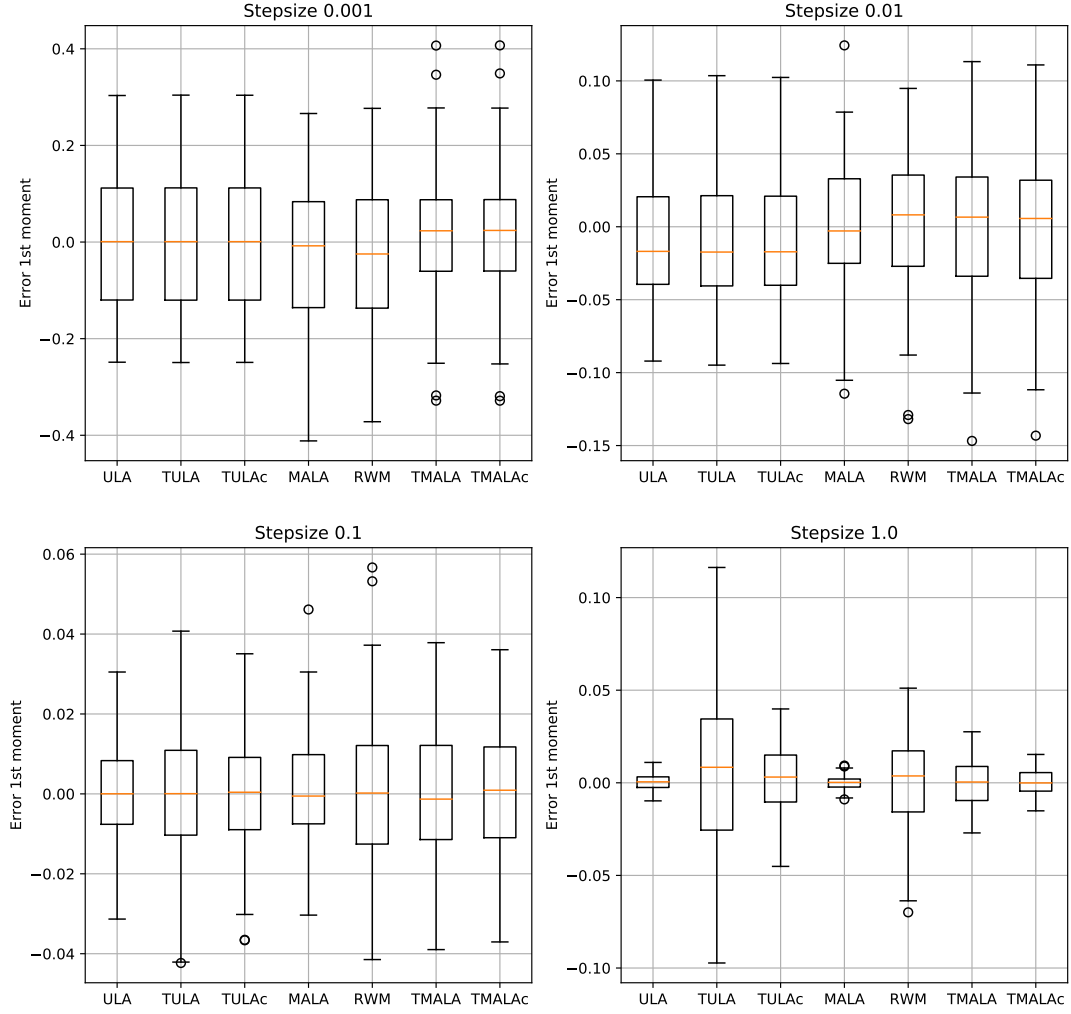 Stepsize 0.001
Error 1st moment
0.4
0.2
0.0
−0.2
−0.4
ULA TULA TULAc MALA RWM TMALA TMALAc
Stepsize 0.01
Error 1st moment
0.10
0.05
0.00
−0.05
−0.10
−0.15
ULA TULA TULAc MALA RWM TMALA TMALAc
Stepsize 0.1
Error 1st moment
0.06
0.04
0.02
0.00
−0.02
−0.04
ULA TULA TULAc MALA RWM TMALA TMALAc
Stepsize 1.0
Error 1st moment
0.10
0.05
0.00
−0.05
−0.10
ULA TULA TULAc MALA RWM TMALA TMALAc